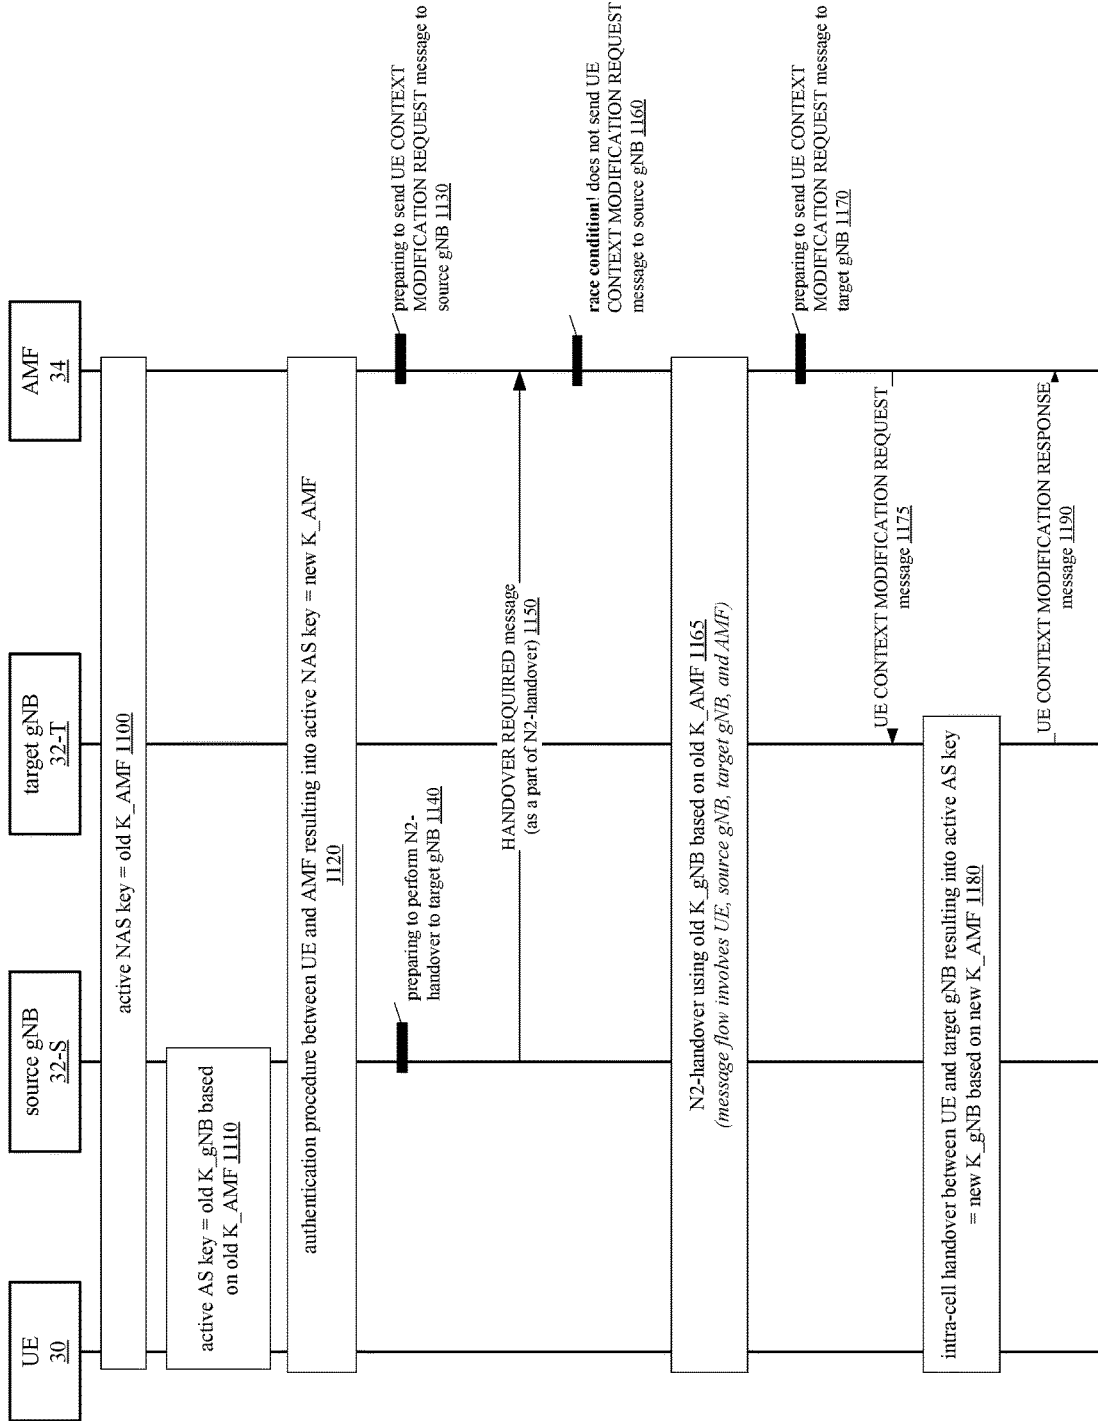 UE
30
source gNB
32-S
target gNB
32-T
AMF
34
active NAS key = old K_AMF 1100
active AS key = old K_gNB based
on old K_AMF 1110
authentication procedure between UE and AMF resulting into active NAS key = new K_AMF
1120
preparing to send UE CONTEXT
MODIFICATION REQUEST message to
source gNB 1130
preparing to perform N2-
handover to target gNB 1140
HANDOVER REQUIRED message
(as a part of N2-handover) 1150
race condition! does not send UE
CONTEXT MODIFICATION REQUEST
message to source gNB 1160
N2-handover using old K_gNB based on old K_AMF 1165
(message flow involves UE, source gNB, target gNB, and AMF)
preparing to send UE CONTEXT
MODIFICATION REQUEST message to
target gNB 1170
UE CONTEXT MODIFICATION REQUEST
message 1175
intra-cell handover between UE and target gNB resulting into active AS key
= new K_gNB based on new K_AMF 1180
UE CONTEXT MODIFICATION RESPONSE
message 1190